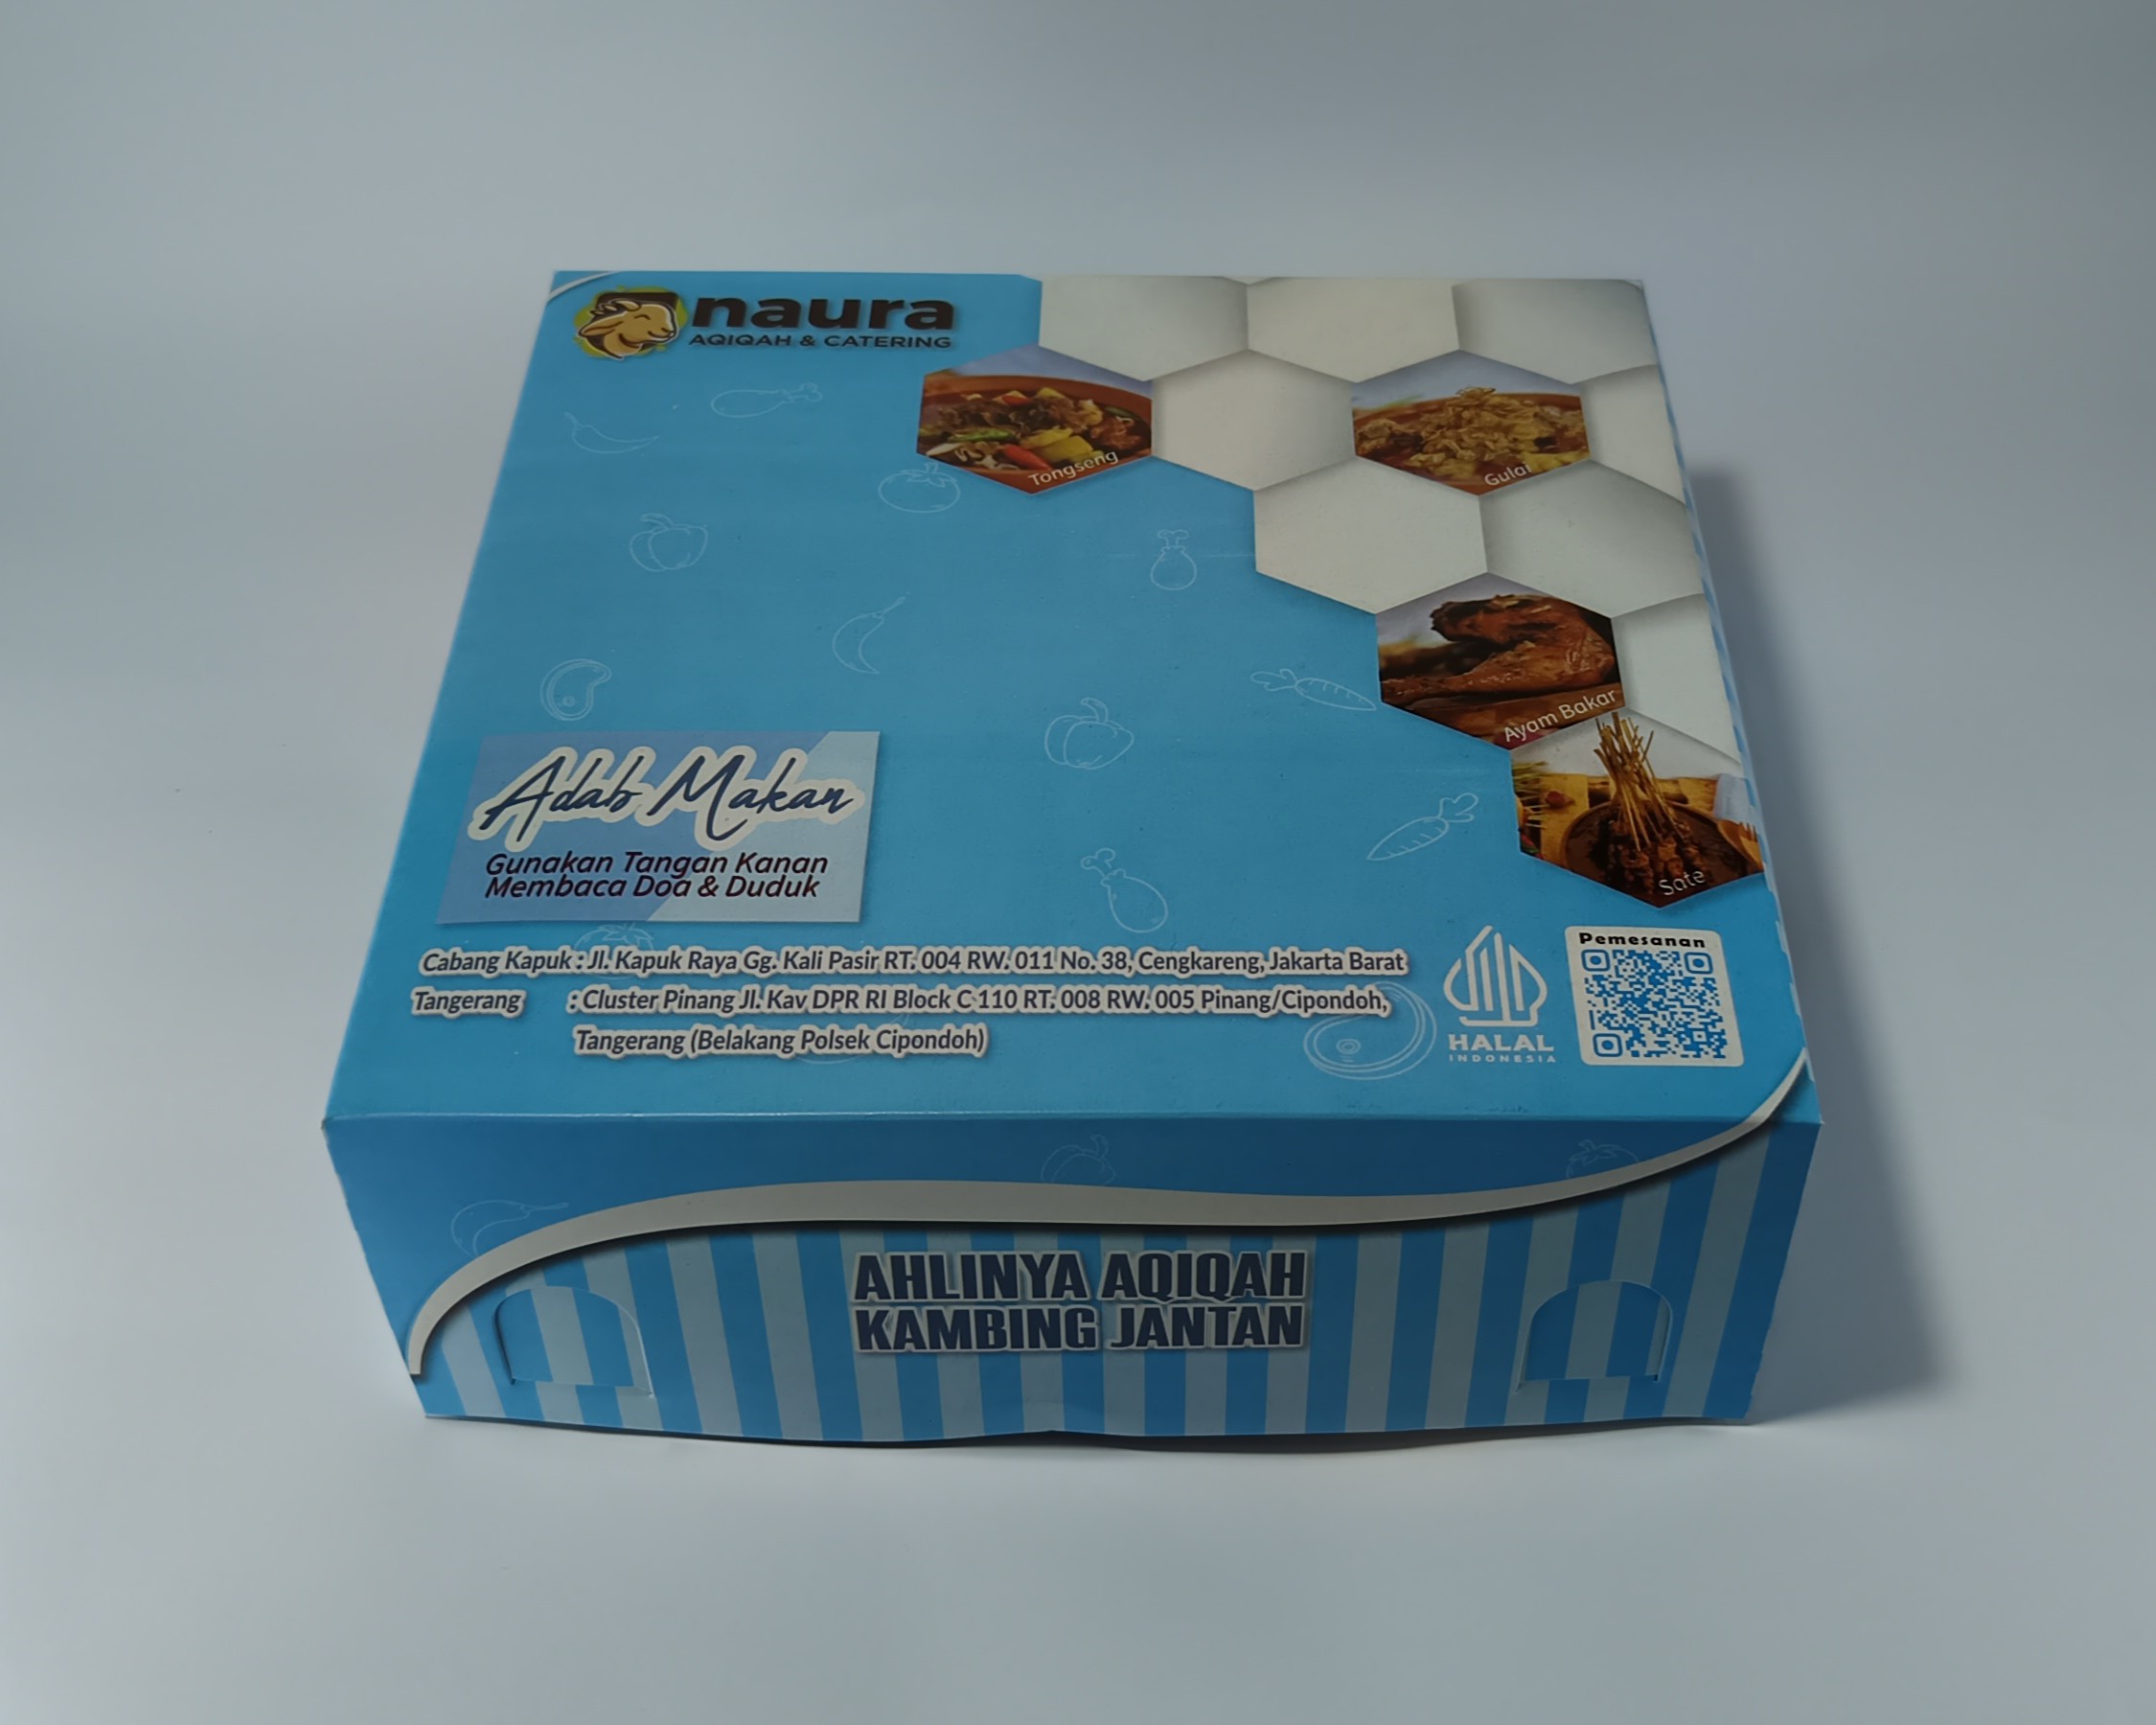 naura
AQIQAH & CATERING
Tongseng
Gulai
Ayam Bakar
Sate
Adab Makan
Gunakan Tangan Kanan
Membaca Doa & Duduk
Cabang Kapuk : Jl. Kapuk Raya Gg. Kali Pasir RT. 004 RW. 011 No. 38, Cengkareng, Jakarta Barat
Tangerang : Cluster Pinang Jl. Kav DPR RI Block C 110 RT. 008 RW. 005 Pinang/Cipondoh,
Tangerang (Belakang Polsek Cipondoh)
HALAL
INDONESIA
Pemesanan
AHLINYA AQIQAH
KAMBING JANTAN